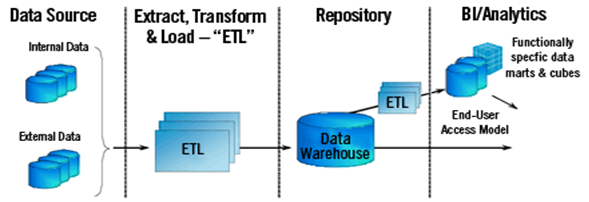 Data Source
Internal Data
External Data
Extract, Transform
& Load – “ETL”
ETL
Repository
Data
Warehouse
ETL
BI/Analytics
Functionally
specfic data
marts & cubes
End-User
Access Model